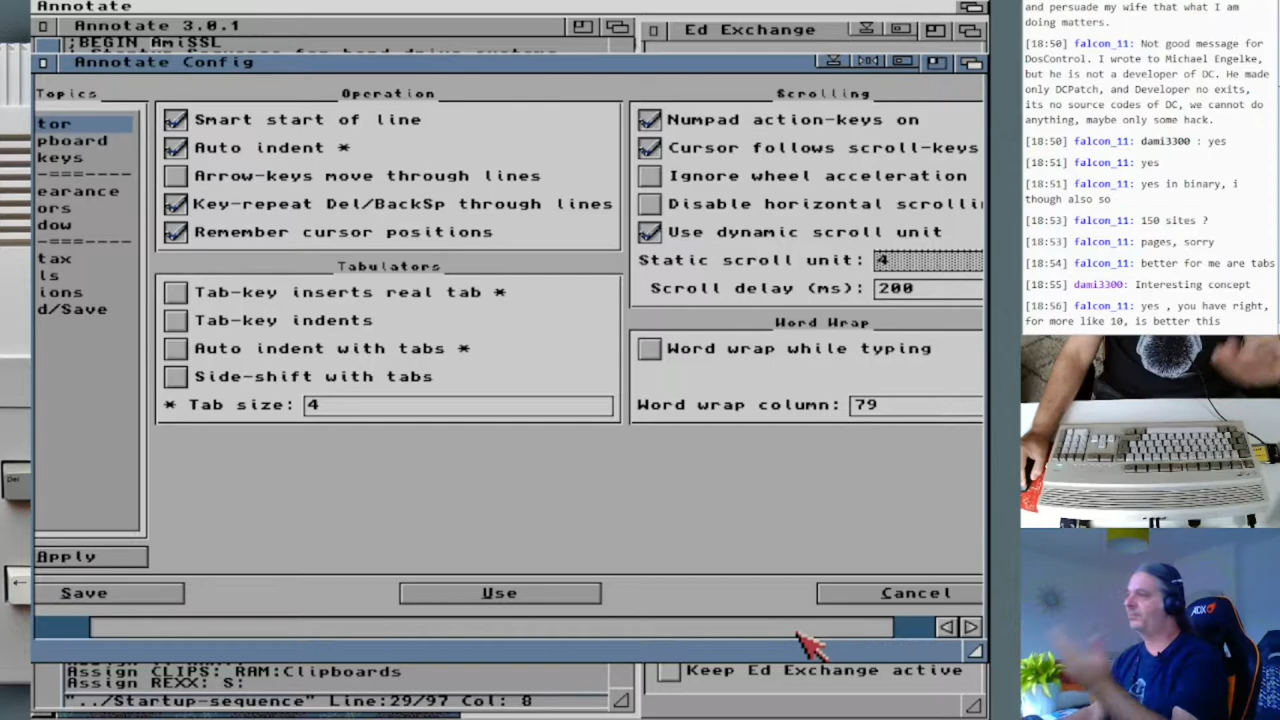 Annotate
Annotate 3.0.1
Ed Exchange
;BEGIN AmiSSL
Annotate Config
Topics
tor
pboard
keys
-===----
earance
ors
dow
-===----
tax
ls
ions
d/Save
Apply
Operation
Smart start of line
Auto indent *
Arrow-keys move through lines
Key-repeat Del/BackSp through lines
Remember cursor positions
Tabulators
Tab-key inserts real tab *
Tab-key indents
Auto indent with tabs *
Side-shift with tabs
* Tab size: 4
Scrolling
Numpad action-keys on
Cursor follows scroll-keys
Ignore wheel acceleration
Disable horizontal scrolli
Use dynamic scroll unit
Static scroll unit: 4
Scroll delay (ms): 200
Word Wrap
Word wrap while typing
Word wrap column: 79
Save
Use
Cancel
Assign CLIPS: RAM:Clipboards
Assign REXX: S:
"../Startup-sequence" Line:29/97 Col: 8
Keep Ed Exchange active
Del
and persuade my wife that what I am
doing matters.
[18:50] falcon_11: Not good message for
DosControl. I wrote to Michael Engelke,
but he is not a developer of DC. He made
only DCPatch, and Developer no exits,
its no source codes of DC, we cannot do
anything, maybe only some hack.
[18:50] falcon_11: dami3300 : yes
[18:51] falcon_11: yes
[18:51] falcon_11: yes in binary, i
though also so
[18:53] falcon_11: 150 sites ?
[18:53] falcon_11: pages, sorry
[18:54] falcon_11: better for me are tabs
[18:55] dami3300: Interesting concept
[18:56] falcon_11: yes , you have right,
for more like 10, is better this
ADX